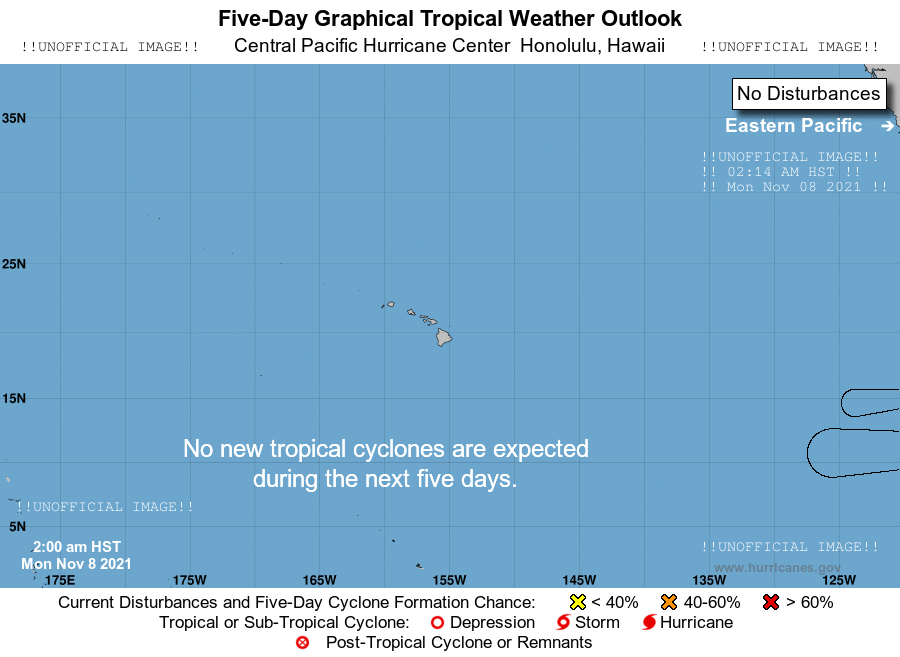 Five-Day Graphical Tropical Weather Outlook
!!UNOFFICIAL IMAGE!! Central Pacific Hurricane Center Honolulu, Hawaii !!UNOFFICIAL IMAGE!!
No Disturbances
35N
Eastern Pacific ➔
!!UNOFFICIAL IMAGE!!
!! 02:14 AM HST !!
!! Mon Nov 08 2021 !!
25N
15N
No new tropical cyclones are expected
during the next five days.
!!UNOFFICIAL IMAGE!!
5N
2:00 am HST
Mon Nov 8 2021
!!UNOFFICIAL IMAGE!!
www.hurricanes.gov
175E 175W 165W 155W 145W 135W 125W
Current Disturbances and Five-Day Cyclone Formation Chance: < 40% 40-60% > 60%
Tropical or Sub-Tropical Cyclone: Depression Storm Hurricane
Post-Tropical Cyclone or Remnants